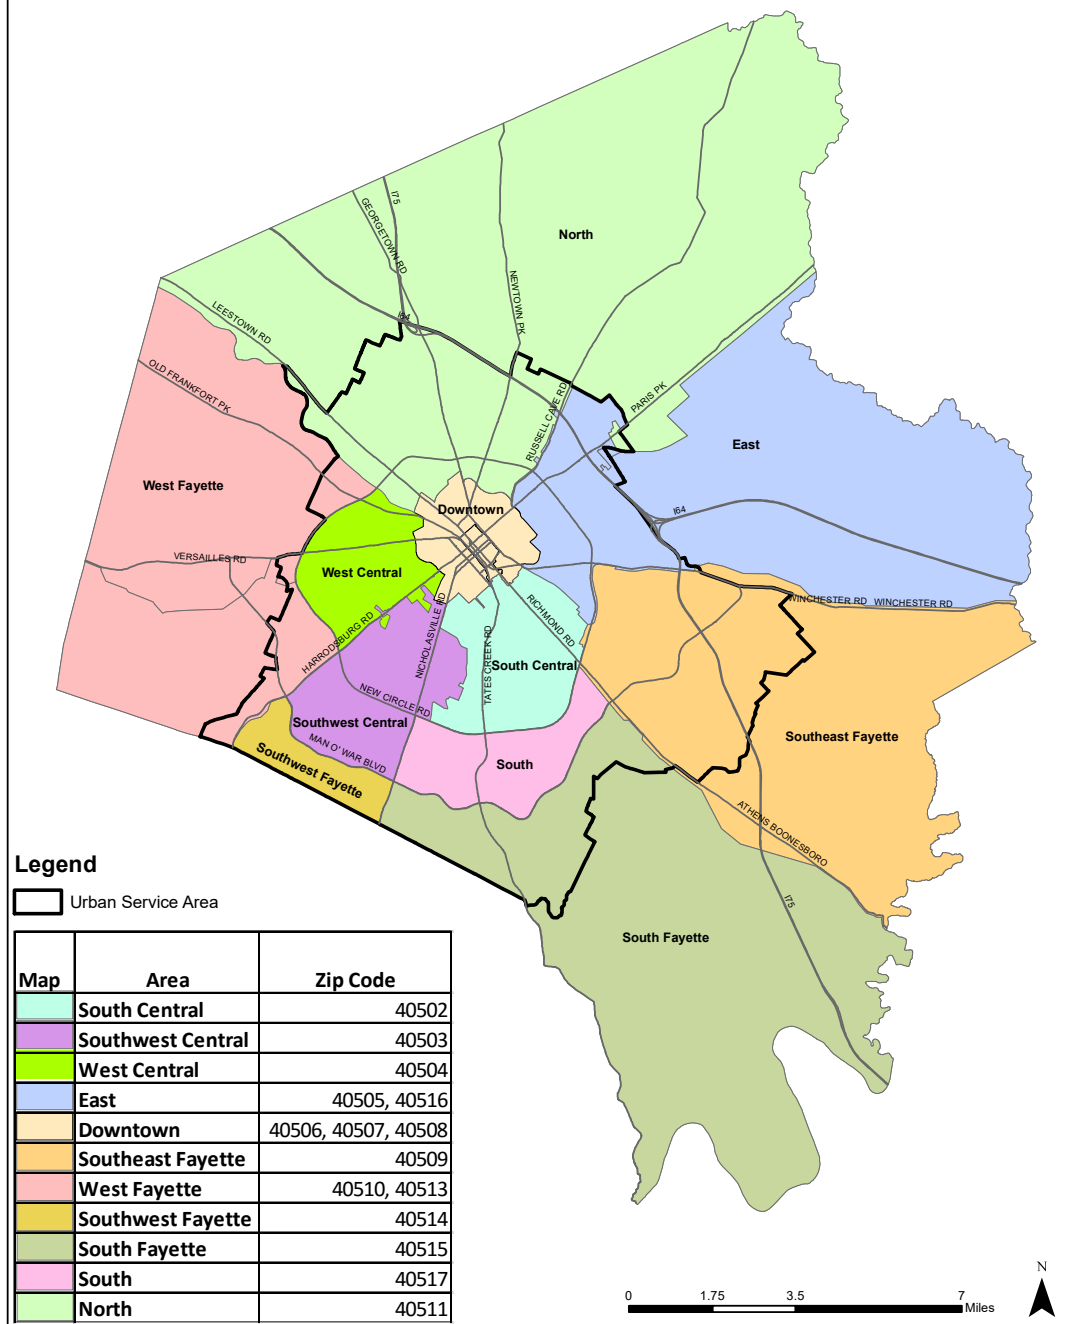 I75
GEORGETOWN RD
North
NEWTOWN PK
LEESTOWN RD
I64
OLD FRANKFORT PK
RUSSELL CAVE RD
PARIS PK
East
West Fayette
Downtown
I64
VERSAILLES RD
West Central
WINCHESTER RD WINCHESTER RD
HARRODSBURG RD
NICHOLASVILLE RD
TATES CREEK RD
RICHMOND RD
South Central
NEW CIRCLE RD
Southwest Central
MAN O' WAR BLVD
Southwest Fayette
South
Southeast Fayette
ATHENS BOONESBORO
I75
South Fayette
Legend
Urban Service Area
Map Area Zip Code
South Central 40502
Southwest Central 40503
West Central 40504
East 40505, 40516
Downtown 40506, 40507, 40508
Southeast Fayette 40509
West Fayette 40510, 40513
Southwest Fayette 40514
South Fayette 40515
South 40517
North 40511
0 1.75 3.5 7
Miles
N